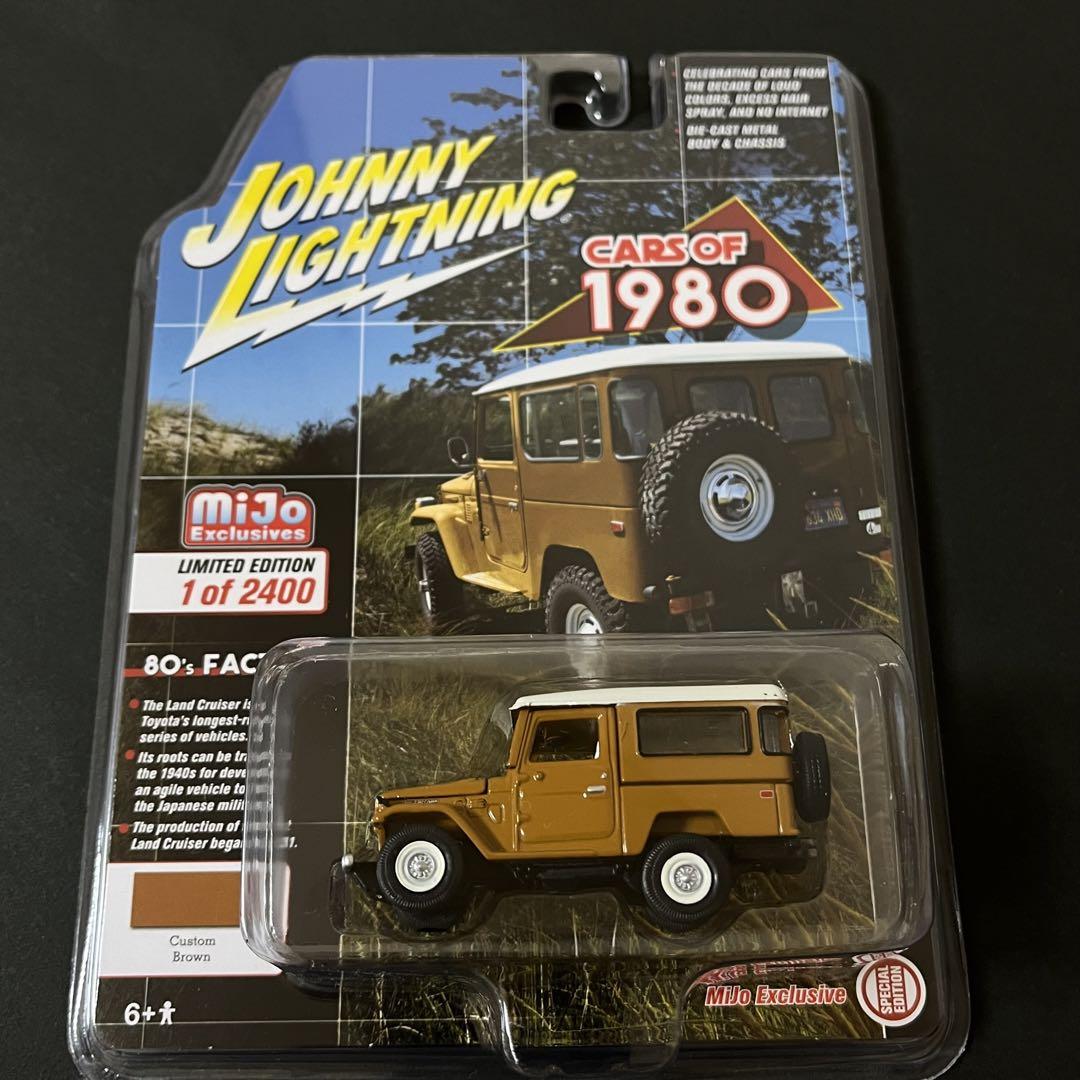 CELEBRATING CARS FROM
THE DECADE OF LOUD
COLORS, EXCESS HAIR
SPRAY, AND NO INTERNET
DIE-CAST METAL
BODY & CHASSIS
JOHNNY
LIGHTNING
CARS OF
1980
MiJo
Exclusives
LIMITED EDITION
1 of 2400
80's FAC
The Land Cruiser is
Toyota's longest-r
series of vehicles.
Its roots can be tra
the 1940s for deve
an agile vehicle to
the Japanese mili
The production of
Land Cruiser bega 1.
Custom
Brown
6+
MiJo Exclusive
SPECIAL
EDITION